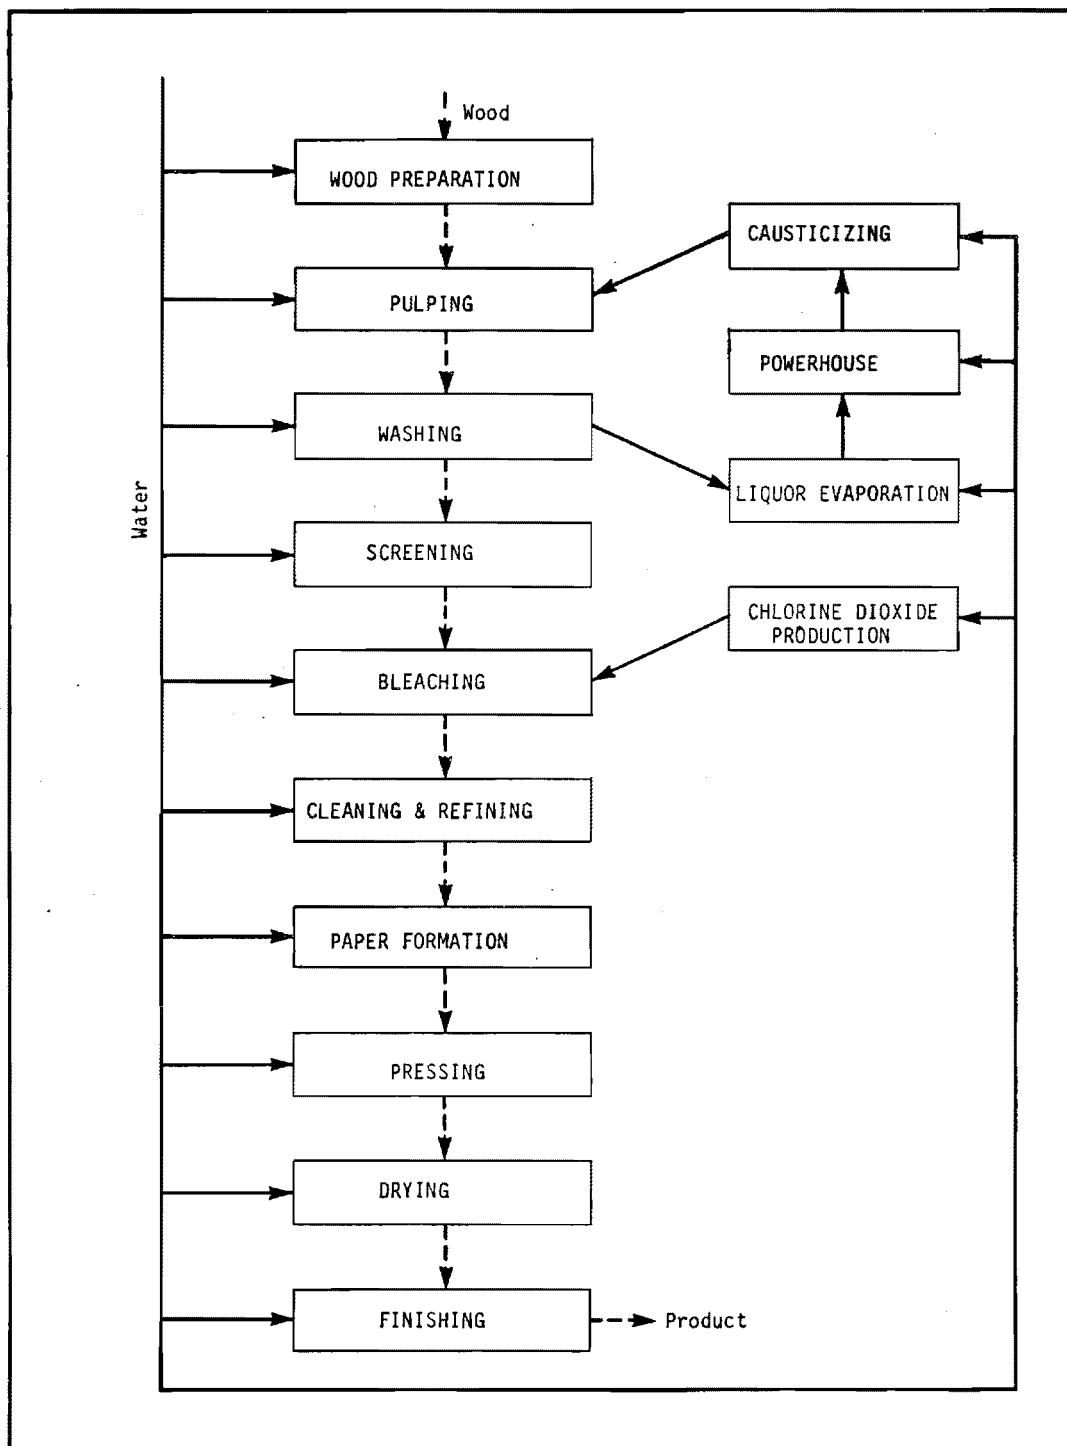 Wood
WOOD PREPARATION
CAUSTICIZING
PULPING
POWERHOUSE
WASHING
LIQUOR EVAPORATION
Water
SCREENING
CHLORINE DIOXIDE
PRODUCTION
BLEACHING
CLEANING & REFINING
PAPER FORMATION
PRESSING
DRYING
FINISHING
Product